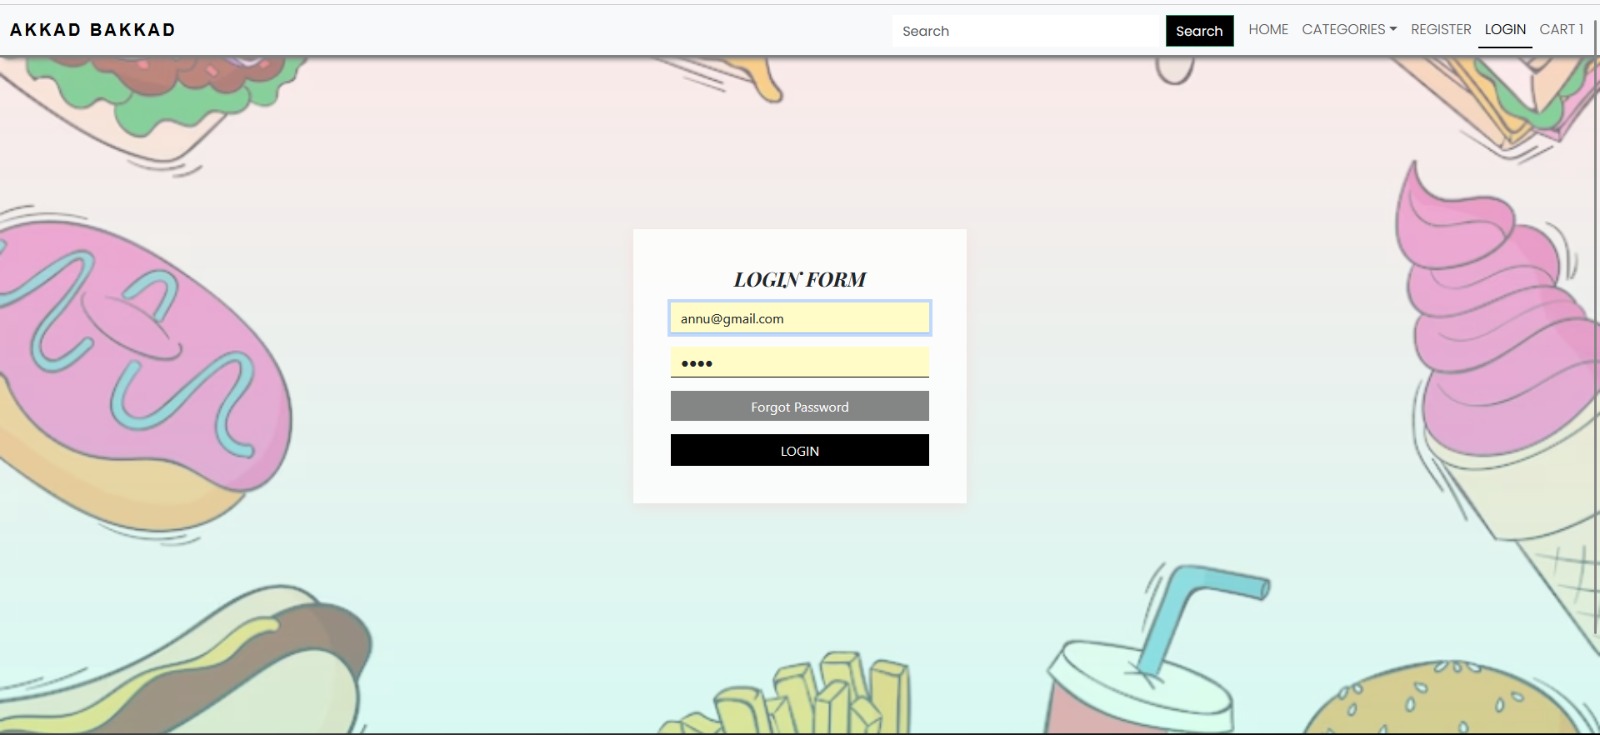 AKKAD BAKKAD
Search Search HOME CATEGORIES REGISTER LOGIN CART 1
LOGIN FORM
annu@gmail.com
••••
Forgot Password
LOGIN